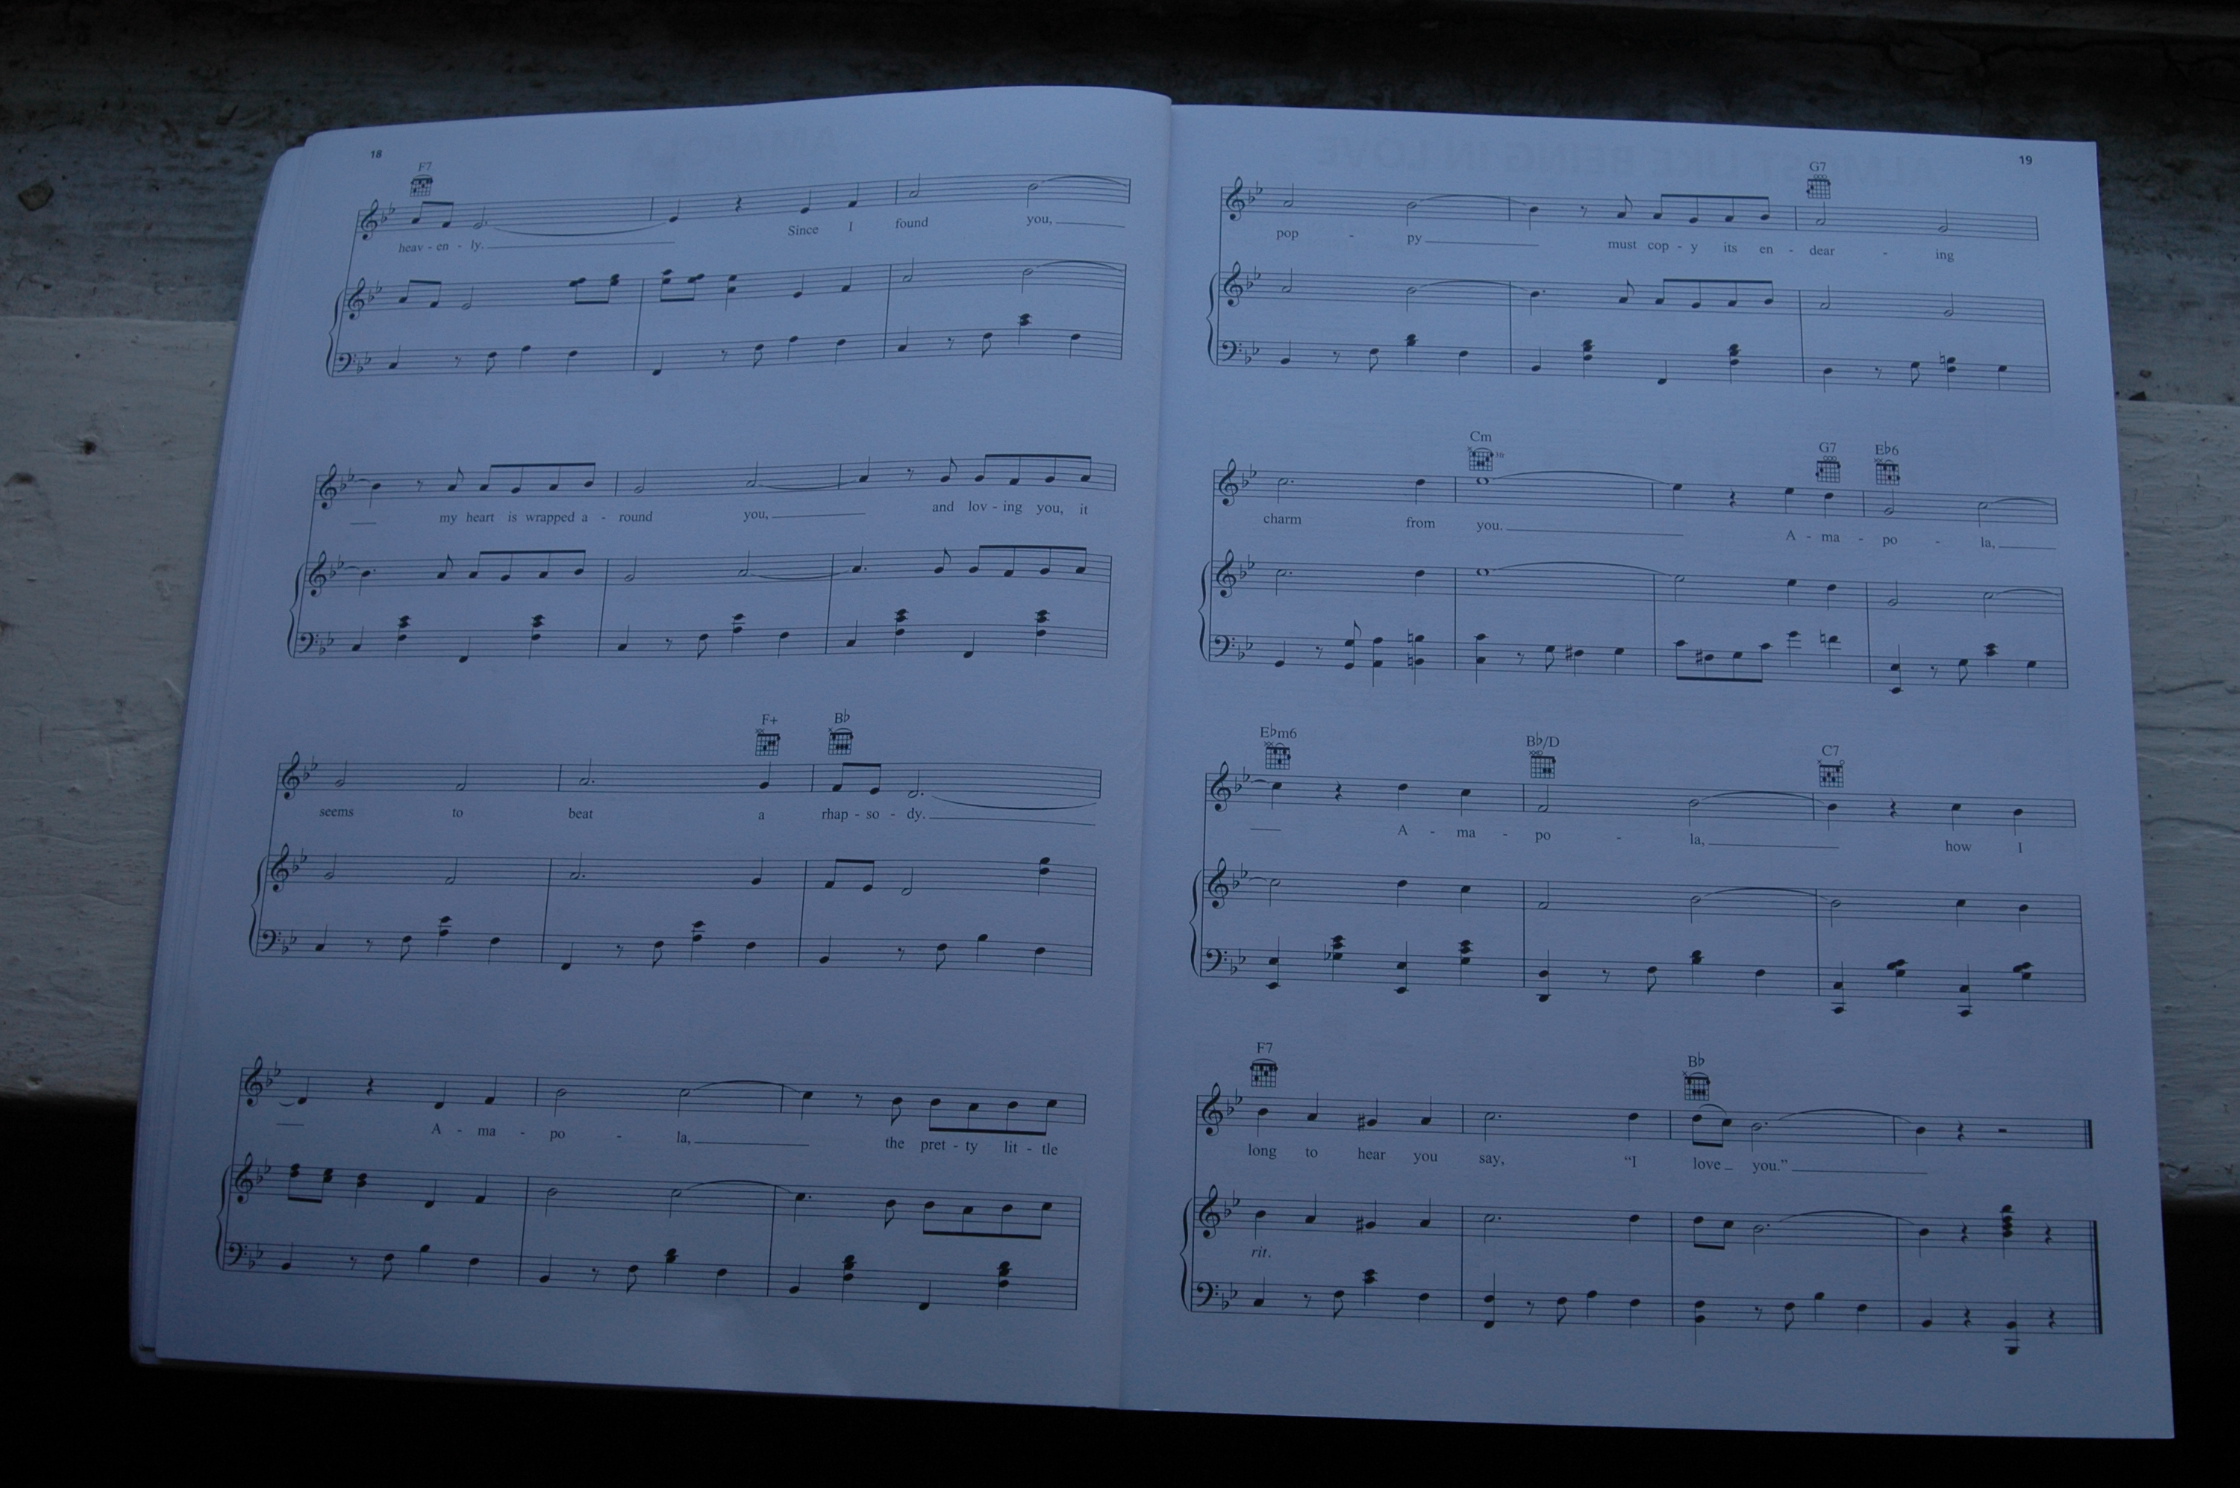 18
F7
heav - en - ly. Since I found you,
my heart is wrapped a - round you, and lov - ing you, it
F+ B♭
seems to beat a rhap - so - dy.
A - ma - po - la, the pret - ty lit - tle
19
G7
pop - py must cop - y its en - dear - ing
Cm G7 E♭6
charm from you. A - ma - po - la,
E♭m6 B♭/D C7
A - ma - po - la, how I
F7 B♭
long to hear you say, “I love you.”
rit.